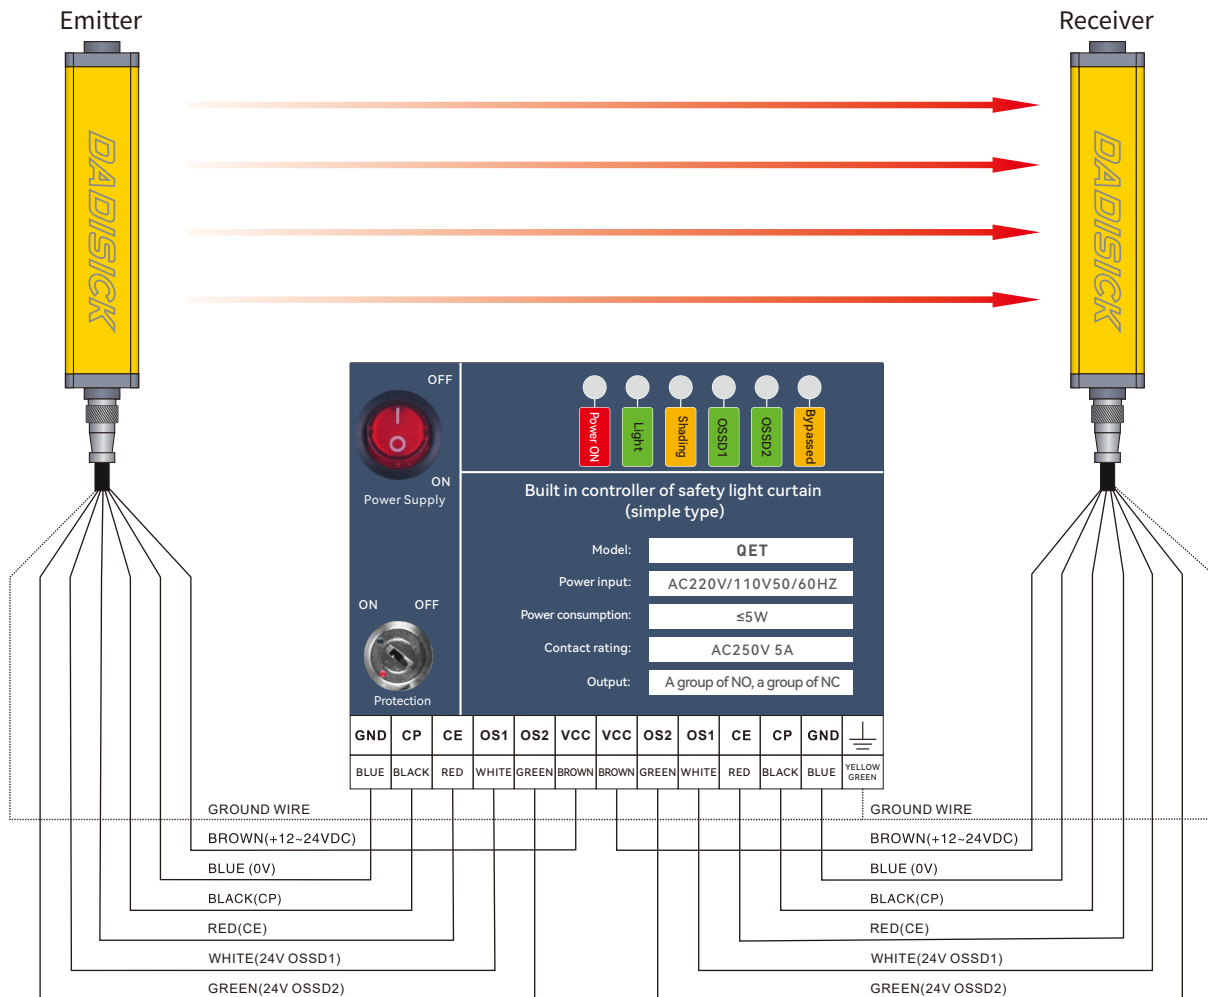 Emitter
Receiver
DADISICK
DADISICK
OFF
ON
Power Supply
ON
OFF
Protection
Power ON
Light
Shading
OSSD1
OSSD2
Bypassed
Built in controller of safety light curtain
(simple type)
Model: QET
Power input: AC220V/110V50/60HZ
Power consumption: ≤5W
Contact rating: AC250V 5A
Output: A group of NO, a group of NC
GND CP CE OS1 OS2 VCC VCC OS2 OS1 CE CP GND
BLUE BLACK RED WHITE GREEN BROWN BROWN GREEN WHITE RED BLACK BLUE YELLOW GREEN
GROUND WIRE
BROWN(+12~24VDC)
BLUE (0V)
BLACK(CP)
RED(CE)
WHITE(24V OSSD1)
GREEN(24V OSSD2)
GROUND WIRE
BROWN(+12~24VDC)
BLUE (0V)
BLACK(CP)
RED(CE)
WHITE(24V OSSD1)
GREEN(24V OSSD2)